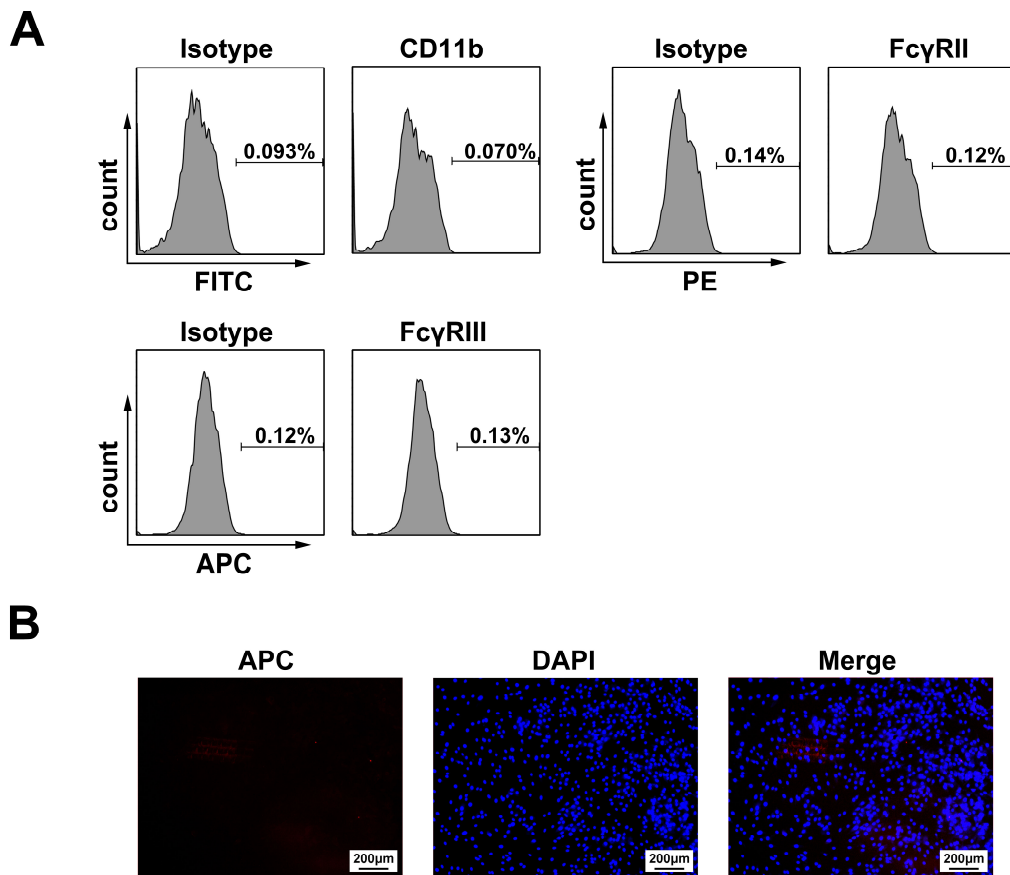 A
Isotype
CD11b
Isotype
FcγRII
0.093%
0.070%
0.14%
0.12%
count
count
FITC
PE
Isotype
FcγRIII
0.12%
0.13%
count
APC
B
APC
DAPI
Merge
200μm
200μm
200μm